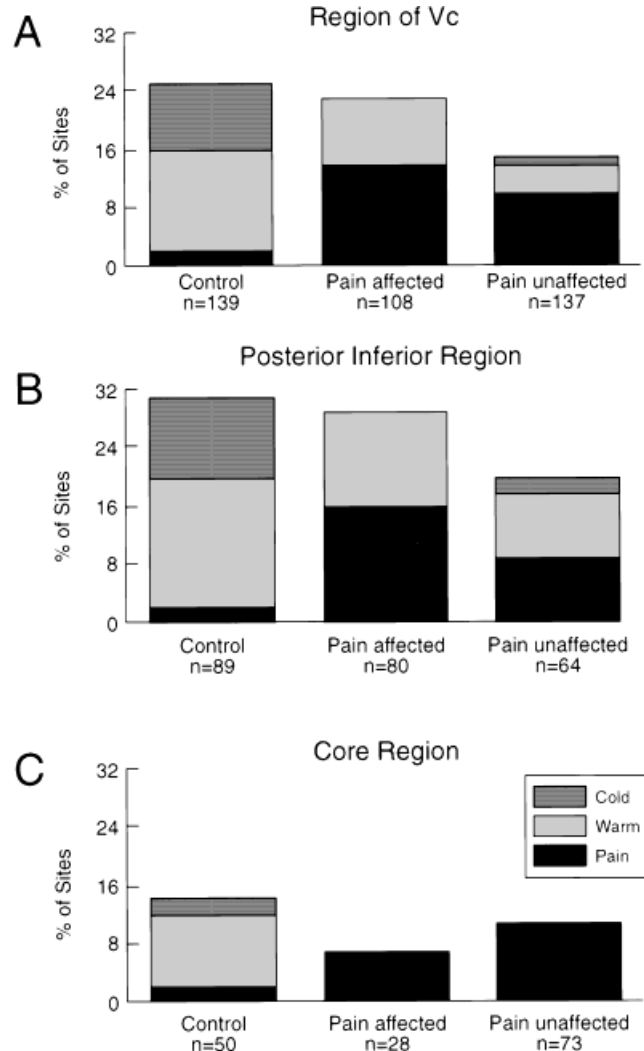 A
Region of Vc
32
24
16
8
0
% of Sites
Control
n=139
Pain affected
n=108
Pain unaffected
n=137
B
Posterior Inferior Region
32
24
16
8
0
% of Sites
Control
n=89
Pain affected
n=80
Pain unaffected
n=64
C
Core Region
32
24
16
8
0
% of Sites
Cold
Warm
Pain
Control
n=50
Pain affected
n=28
Pain unaffected
n=73